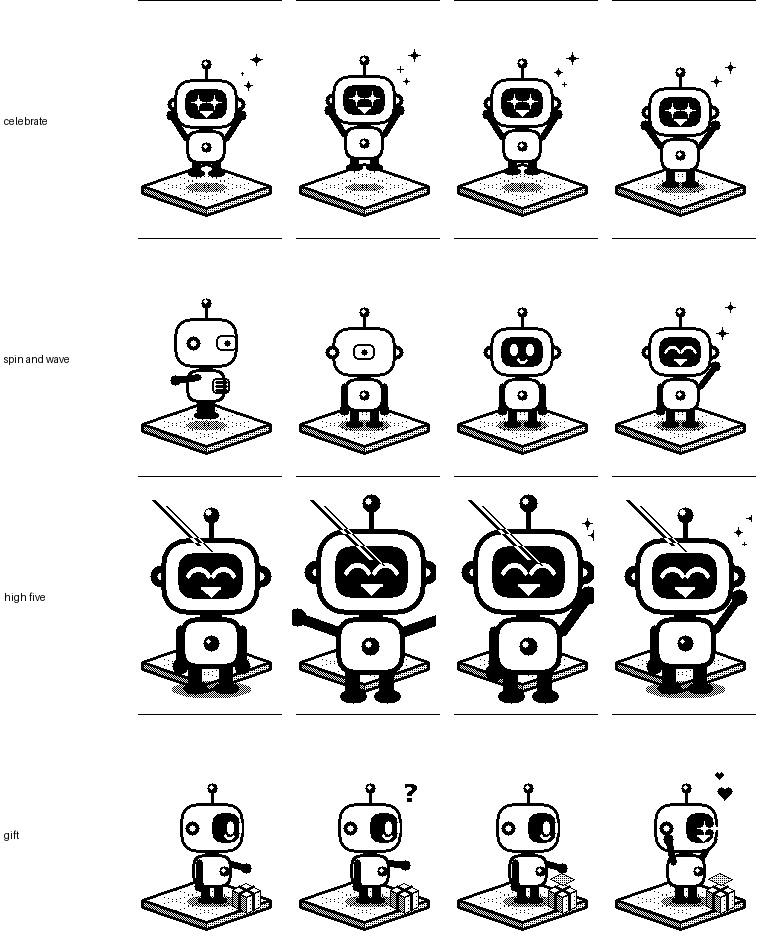 celebrate
spin and wave
high five
?
gift